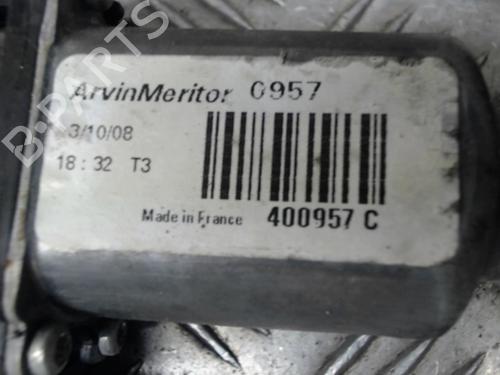 B-PARTS
ArvinMeritor 0957
3/10/08
18:32 T3
Made in France 400957 C